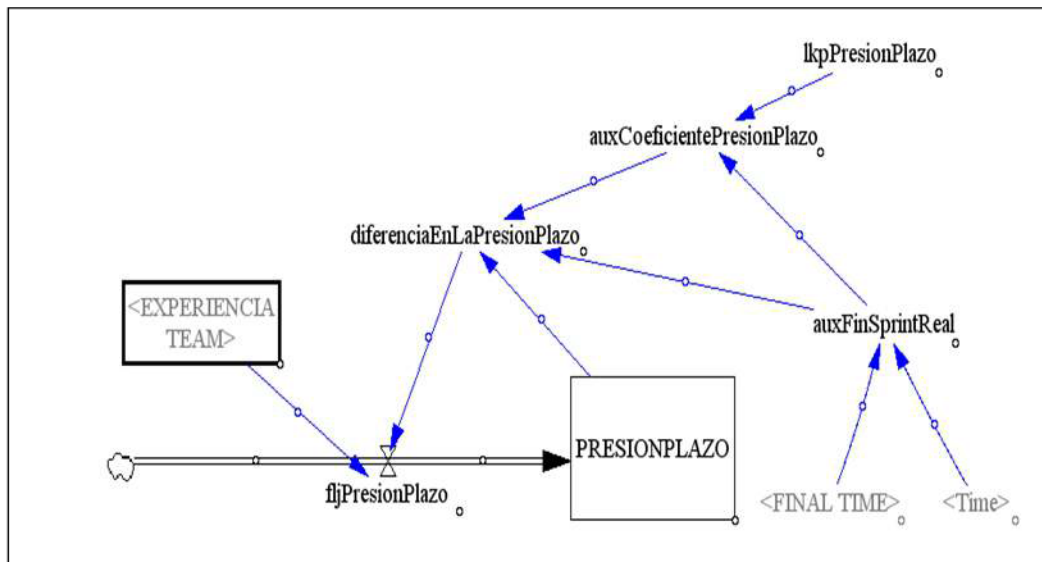 lkpPresionPlazo
auxCoeficientePresionPlazo
diferenciaEnLaPresionPlazo
<EXPERIENCIA
TEAM>
auxFinSprintReal
PRESIONPLAZO
fljPresionPlazo
<FINAL TIME>
<Time>